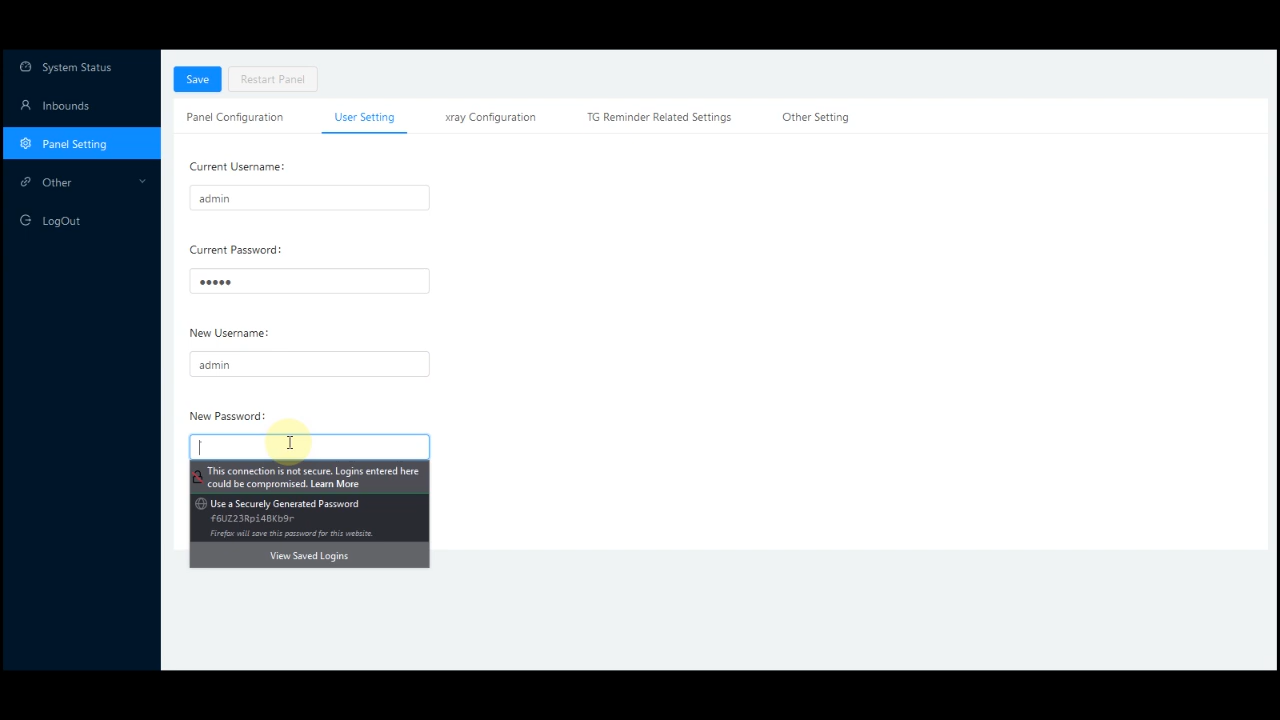 System Status
Inbounds
Panel Setting
Other
LogOut
Save
Restart Panel
Panel Configuration
User Setting
xray Configuration
TG Reminder Related Settings
Other Setting
Current Username:
admin
Current Password:
•••••
New Username:
admin
New Password:
This connection is not secure. Logins entered here
could be compromised. Learn More
Use a Securely Generated Password
f6UZ23Rpi4BKb9r
Firefox will save this password for this website.
View Saved Logins